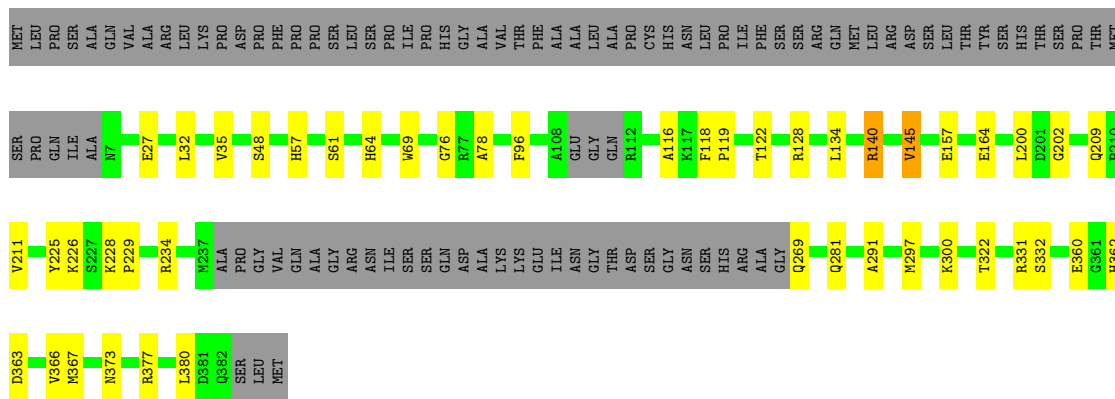 MET LEU PRO SER ALA GLN VAL ALA ARG LEU LYS PRO ASP PRO PHE PRO PRO SER LEU SER PRO ILE PRO HIS GLY ALA VAL THR PHE ALA ALA LEU ALA PRO CYS HIS ASN LEU PRO ILE PHE SER SER ARG GLN MET LEU ARG ASP SER LEU THR TYR SER HIS THR SER PRO THR MET
SER PRO GLN ILE ALA N7 E27 L32 V35 S48 H57 S61 H64 W69 G76 R77 A78 F96 A108 GLU GLY GLN R112 A116 K117 F118 P119 T122 R128 L134 R140 V145 E157 E164 L200 D201 G202 Q209
V211 Y225 K226 S227 K228 P229 R234 M237 ALA PRO GLY VAL GLN ALA GLY ARG ASN ILE SER SER GLN ASP ALA LYS LYS GLU ILE ASN GLY THR ASP SER GLY ASN SER HIS ARG ALA GLY Q269 Q281 A291 M297 K300 T322 R331 S332 E360 G361 H362
D363 V366 M367 N373 R377 L380 D381 Q382 SER LEU MET